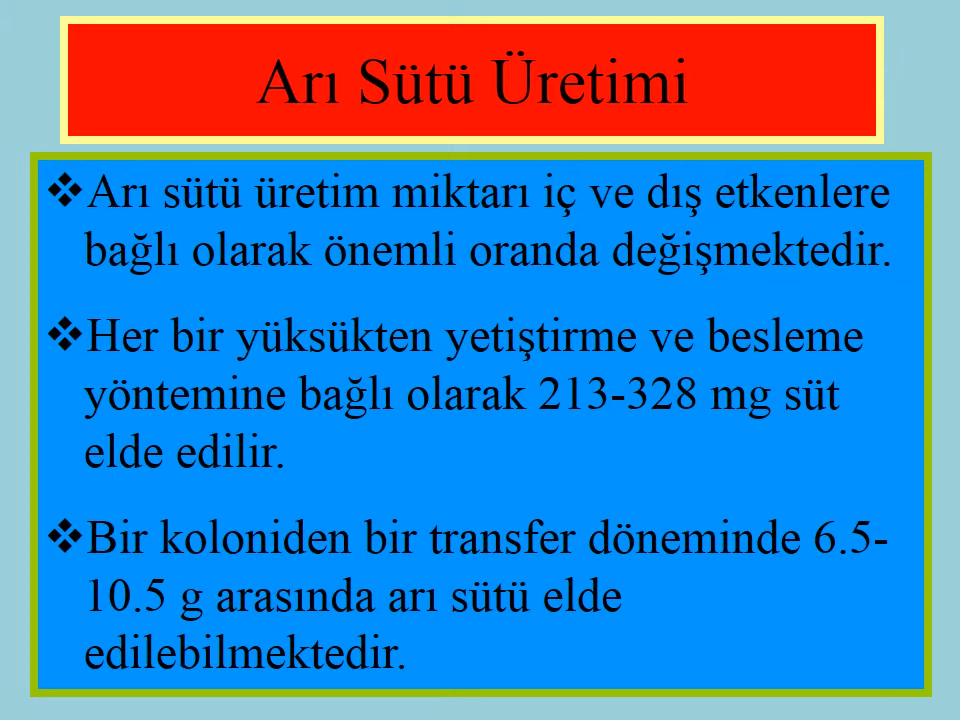 Arı Sütü Üretimi
❖Arı sütü üretim miktarı iç ve dış etkenlere
bağlı olarak önemli oranda değişmektedir.
❖Her bir yüksükten yetiştirme ve besleme
yöntemine bağlı olarak 213-328 mg süt
elde edilir.
❖Bir koloniden bir transfer döneminde 6.5-
10.5 g arasında arı sütü elde
edilebilmektedir.